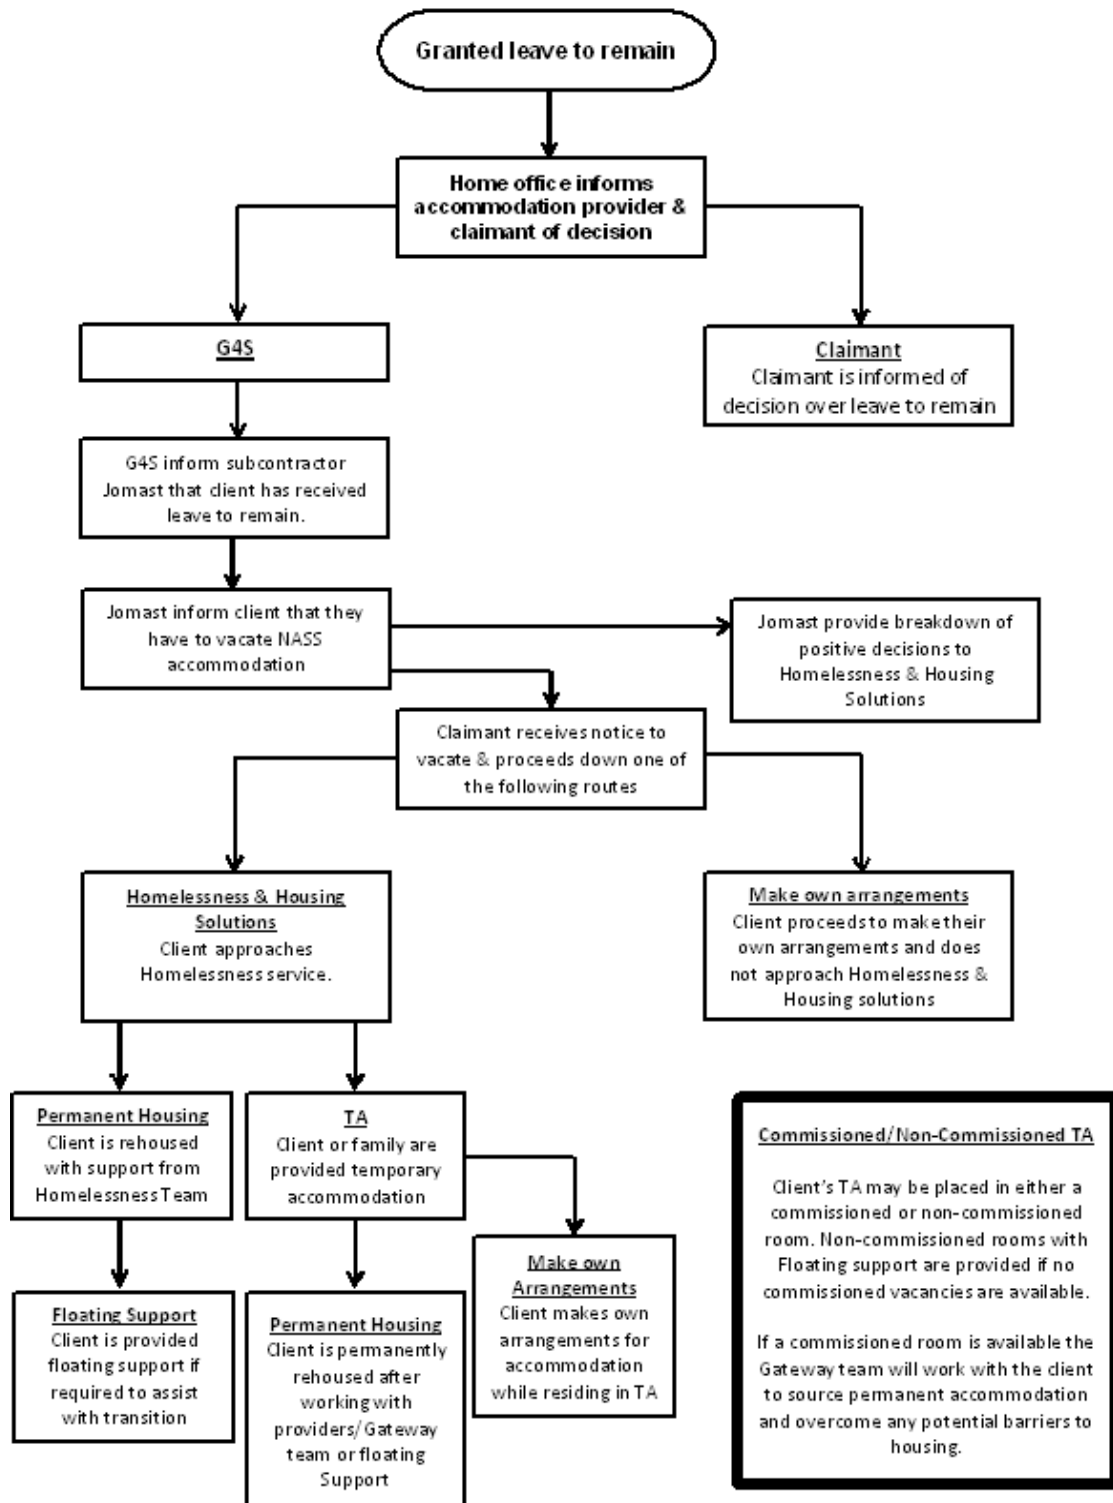 Granted leave to remain
Home office informs
accommodation provider &
claimant of decision
G4S
Claimant
Claimant is informed of
decision over leave to remain
G4S inform subcontractor
Jomast that client has received
leave to remain.
Jomast inform client that they
have to vacate NASS
accommodation
Jomast provide breakdown of
positive decisions to
Homelessness & Housing
Solutions
Claimant receives notice to
vacate & proceeds down one of
the following routes
Homelessness & Housing
Solutions
Client approaches
Homelessness service.
Make own arrangements
Client proceeds to make their
own arrangements and does
not approach Homelessness &
Housing solutions
Permanent Housing
Client is rehoused
with support from
Homelessness Team
TA
Client or family are
provided temporary
accommodation
Floating Support
Client is provided
floating support if
required to assist
with transition
Permanent Housing
Client is permanently
rehoused after
working with
providers/Gateway
team or floating
Support
Make own
Arrangements
Client makes own
arrangements for
accommodation
while residing in TA
Commissioned/Non-Commissioned TA
Client's TA may be placed in either a
commissioned or non-commissioned
room. Non-commissioned rooms with
Floating support are provided if no
commissioned vacancies are available.
If a commissioned room is available the
Gateway team will work with the client
to source permanent accommodation
and overcome any potential barriers to
housing.